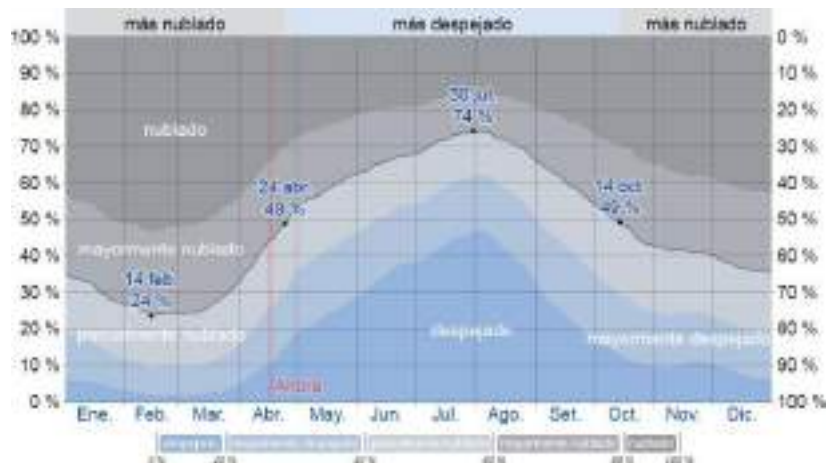 más nublado más despejado más nublado
100 % 0 %
90 % 10 %
80 % 20 %
30 jul.
74 %
nublado
70 % 30 %
60 % 40 %
24 abr. 14 oct.
49 % 49 %
50 % 50 %
mayormente nublado
40 % 60 %
14 feb.
24 %
30 % 70 %
parcialmente nublado despejado mayormente despejado
20 % 80 %
10 % 90 %
Ahora
0 % 100 %
Ene. Feb. Mar. Abr. May. Jun. Jul. Ago. Set. Oct. Nov. Dic.